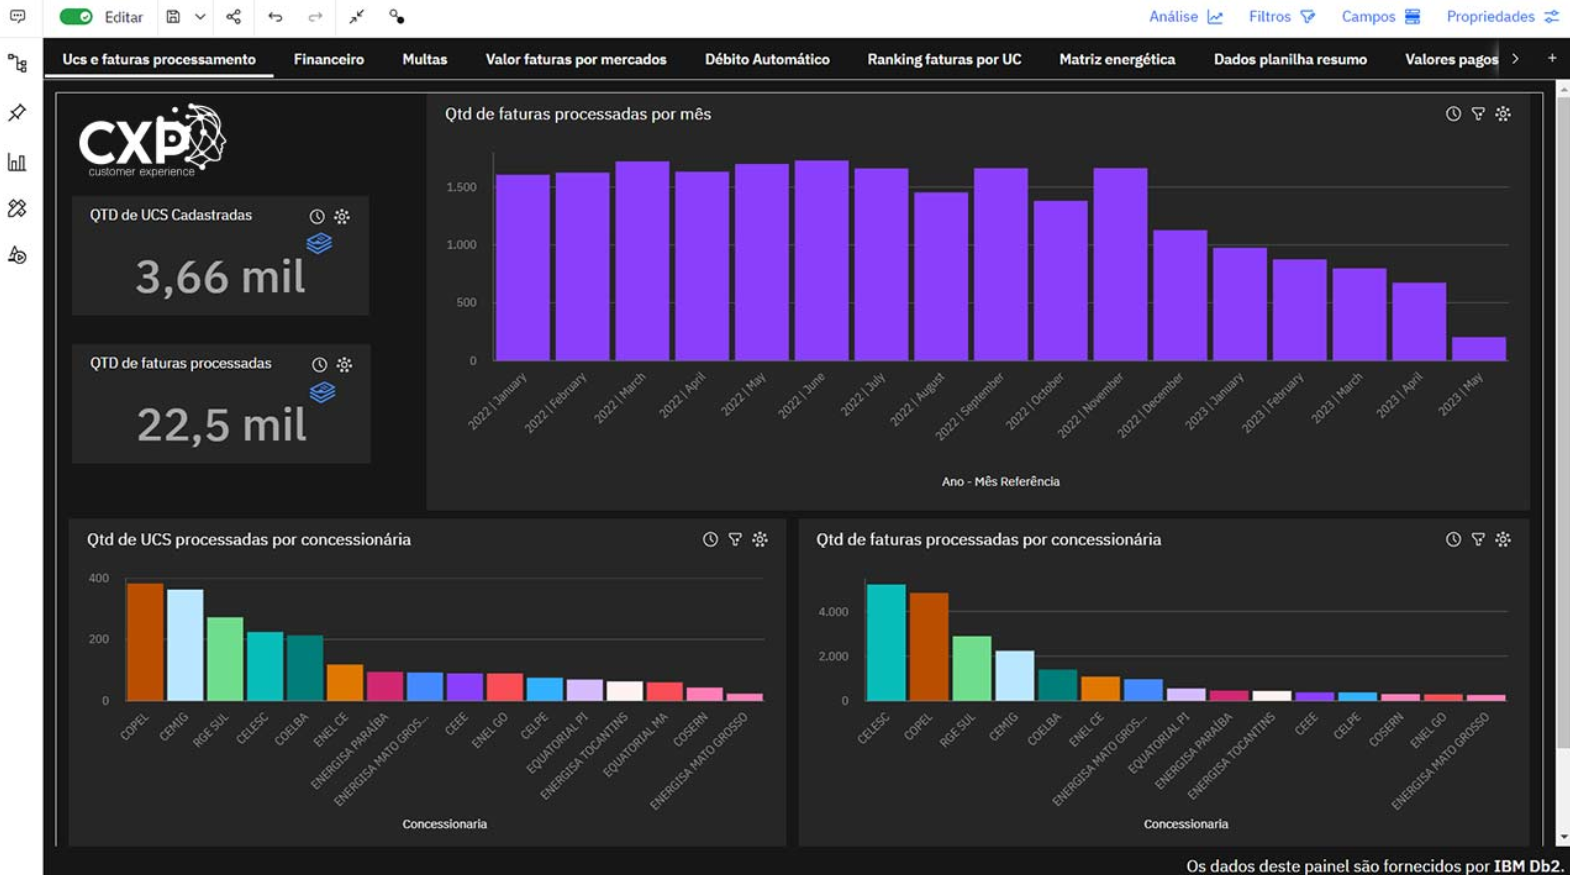 Editar
Análise
Filtros
Campos
Propriedades
Ucs e faturas processamento
Financeiro
Multas
Valor faturas por mercados
Débito Automático
Ranking faturas por UC
Matriz energética
Dados planilha resumo
Valores pagos
CXP
customer experience
QTD de UCS Cadastradas
3,66 mil
QTD de faturas processadas
22,5 mil
Qtd de faturas processadas por mês
1.500
1.000
500
0
2022 | January
2022 | February
2022 | March
2022 | April
2022 | May
2022 | June
2022 | July
2022 | August
2022 | September
2022 | October
2022 | November
2022 | December
2023 | January
2023 | February
2023 | March
2023 | April
2023 | May
Ano - Mês Referência
Qtd de UCS processadas por concessionária
400
200
0
COPEL
CEMIG
RGE SUL
CELESC
COELBA
ENEL CE
ENERGISA PARAÍBA
ENERGISA MATO GROS...
CEEE
ENEL GO
CELPE
EQUATORIAL PI
ENERGISA TOCANTINS
EQUATORIAL MA
COSERN
ENERGISA MATO GROSSO
Concessionaria
Qtd de faturas processadas por concessionária
4.000
2.000
0
CELESC
COPEL
RGE SUL
CEMIG
COELBA
ENEL CE
ENERGISA MATO GROS...
EQUATORIAL PI
ENERGISA PARAÍBA
ENERGISA TOCANTINS
CEEE
CELPE
COSERN
ENEL GO
ENERGISA MATO GROSSO
Concessionaria
Os dados deste painel são fornecidos por IBM Db2.